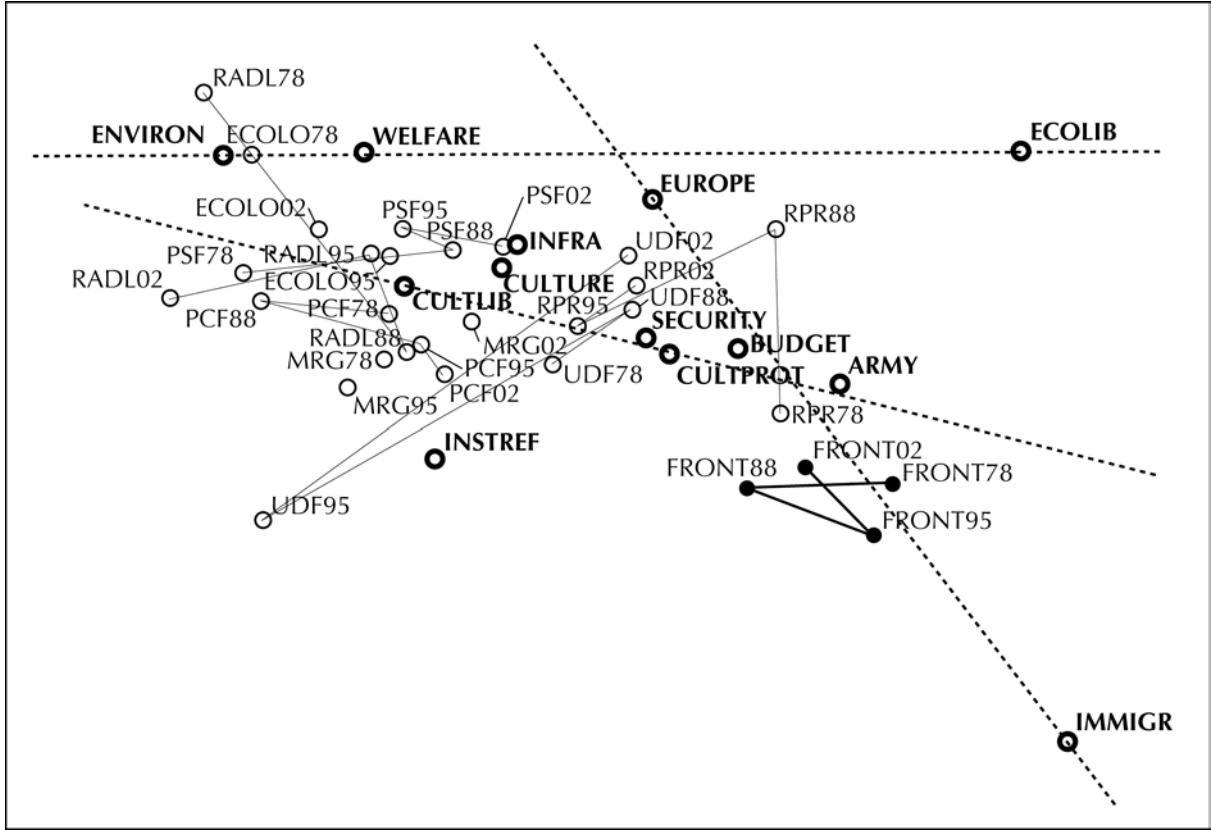 RADL78
ENVIRON
ECOLO78
WELFARE
ECOLIB
EUROPE
PSF02
ECOLO02
PSF95
RPR88
PSF88
INFRA
UDF02
PSF78
RADL95
RADL02
ECOLO95
CULTURE
RPR02
CULTLIB
UDF88
PCF88
PCF78
RPR95
SECURITY
RADL88
MRG02
BUDGET
MRG78
PCF95
UDF78
CULTPROT
ARMY
PCF02
MRG95
RPR78
INSTREF
FRONT02
FRONT88
FRONT78
UDF95
FRONT95
IMMIGR